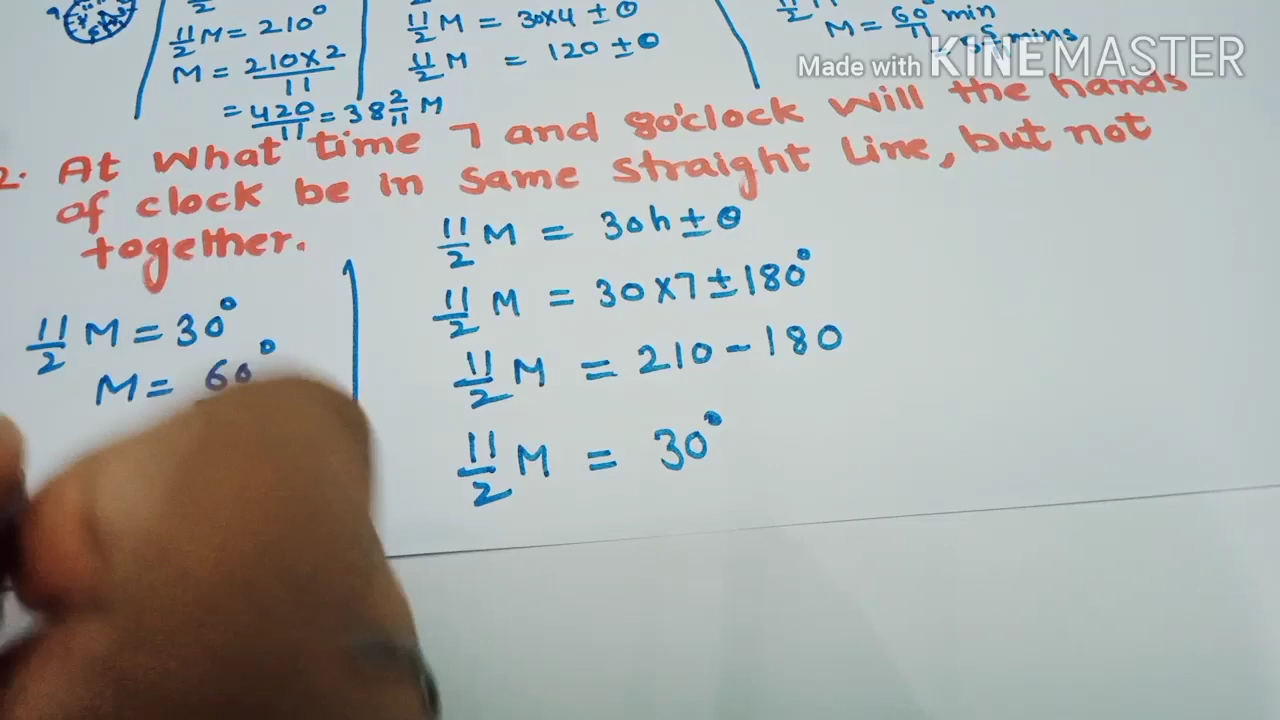 11/2 M = 210°
M = 210×2/11
= 420/11 = 38 2/11 M
11/2 M = 30×4 ± θ
11/2 M = 120 ± θ
M = 60°/11 min
mins
Made with KINEMASTER
2. At what time 7 and 8o'clock will the hands
of clock be in same straight line, but not
together.
11/2 M = 30°
M = 60°
11/2 M = 30h ± θ
11/2 M = 30×7 ± 180°
11/2 M = 210 - 180
11/2 M = 30°